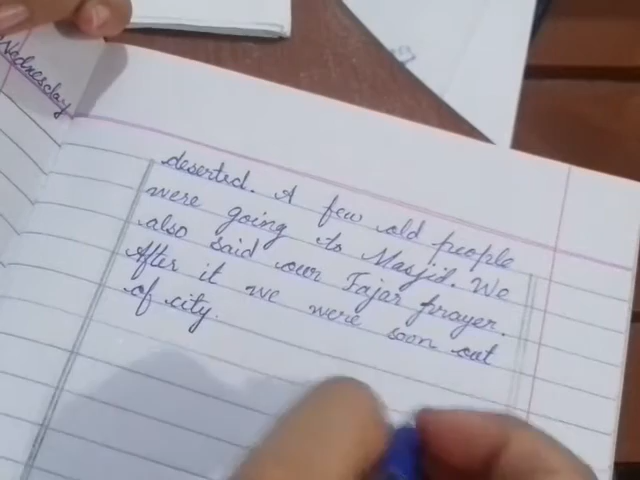 Wednesday
deserted. A few old people
were going to Masjid. We
also said our Fajar prayer.
After it we were soon out
of city.